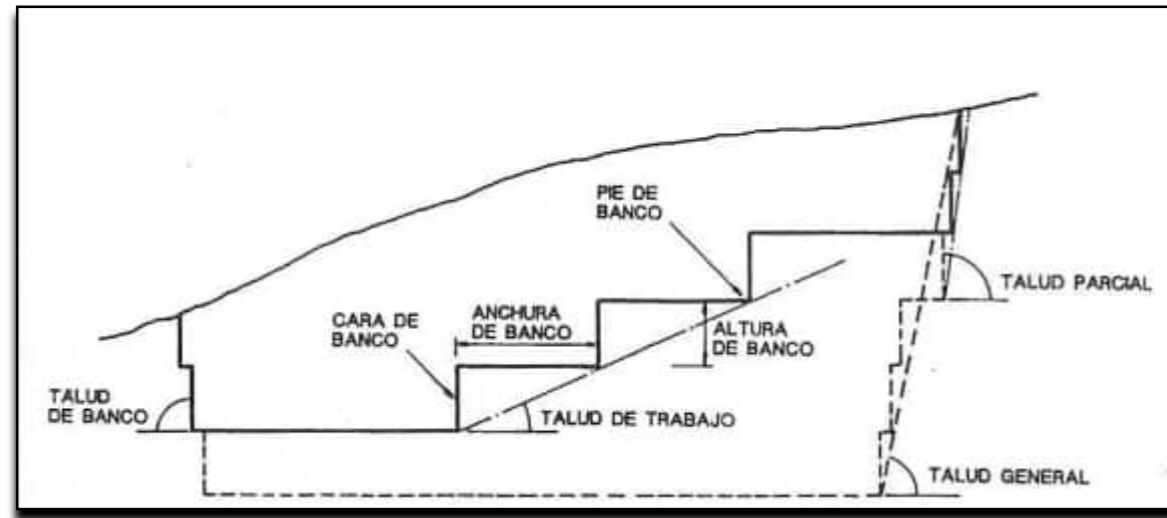 PIE DE
BANCO
TALUD PARCIAL
ANCHURA
DE BANCO
CARA DE
BANCO
ALTURA
DE BANCO
TALUD
DE BANCO
TALUD DE TRABAJO
TALUD GENERAL